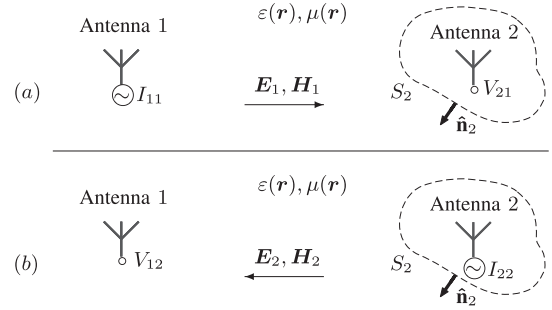 ε(r), μ(r)
Antenna 1
Antenna 2
(a)
I₁₁
E₁, H₁
S₂
V₂₁
n̂₂
ε(r), μ(r)
Antenna 1
Antenna 2
(b)
V₁₂
E₂, H₂
S₂
I₂₂
n̂₂